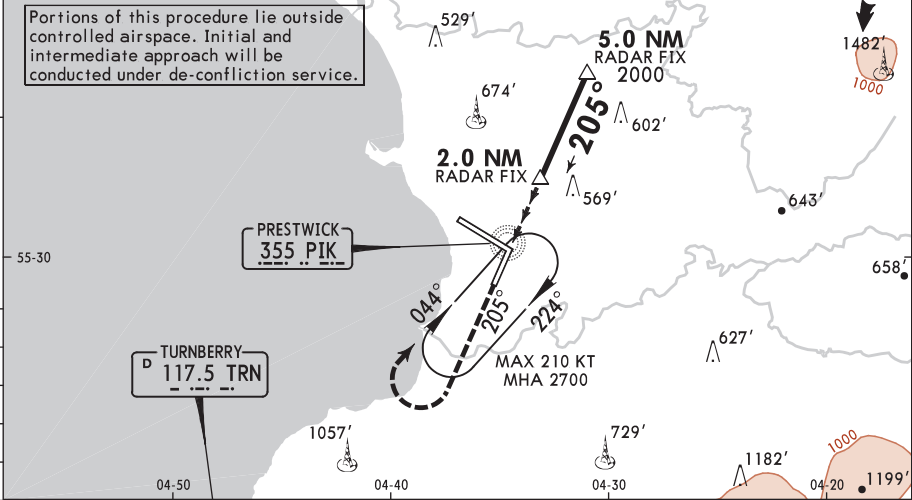 Portions of this procedure lie outside
controlled airspace. Initial and
intermediate approach will be
conducted under de-confliction service.
529'
5.0 NM
RADAR FIX
2000
1482'
1000
674'
602'
205°
2.0 NM
RADAR FIX
569'
643'
PRESTWICK
355 PIK
55-30
658'
044°
205°
224°
627'
MAX 210 KT
MHA 2700
TURNBERRY
D 117.5 TRN
1057'
729'
1000
1182'
1199'
04-50
04-40
04-30
04-20